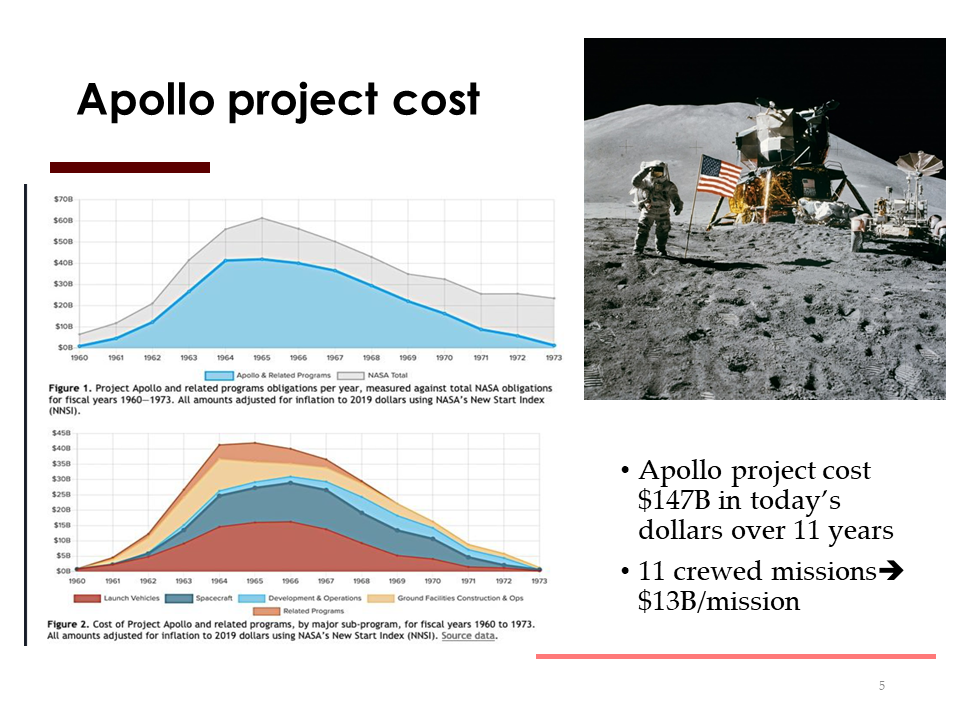 Apollo project cost
$70B
$60B
$50B
$40B
$30B
$20B
$10B
$0B
1960 1961 1962 1963 1964 1965 1966 1967 1968 1969 1970 1971 1972 1973
Apollo & Related Programs NASA Total
Figure 1. Project Apollo and related programs obligations per year, measured against total NASA obligations
for fiscal years 1960—1973. All amounts adjusted for inflation to 2019 dollars using NASA's New Start Index
(NNSI).
$45B
$40B
$35B
$30B
$25B
$20B
$15B
$10B
$5B
$0B
1960 1961 1962 1963 1964 1965 1966 1967 1968 1969 1970 1971 1972 1973
Launch Vehicles Spacecraft Development & Operations Ground Facilities Construction & Ops
Related Programs
Figure 2. Cost of Project Apollo and related programs, by major sub-program, for fiscal years 1960 to 1973.
All amounts adjusted for inflation to 2019 dollars using NASA's New Start Index (NNSI). Source data.
• Apollo project cost
$147B in today's
dollars over 11 years
• 11 crewed missions➔
$13B/mission
5